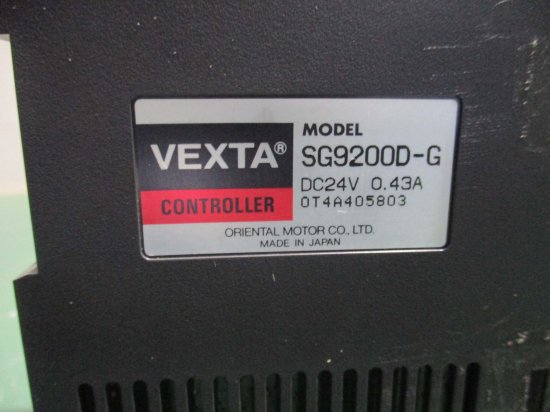 MODEL
VEXTA® SG9200D-G
DC24V 0.43A
CONTROLLER 0T4A405803
ORIENTAL MOTOR CO., LTD.
MADE IN JAPAN